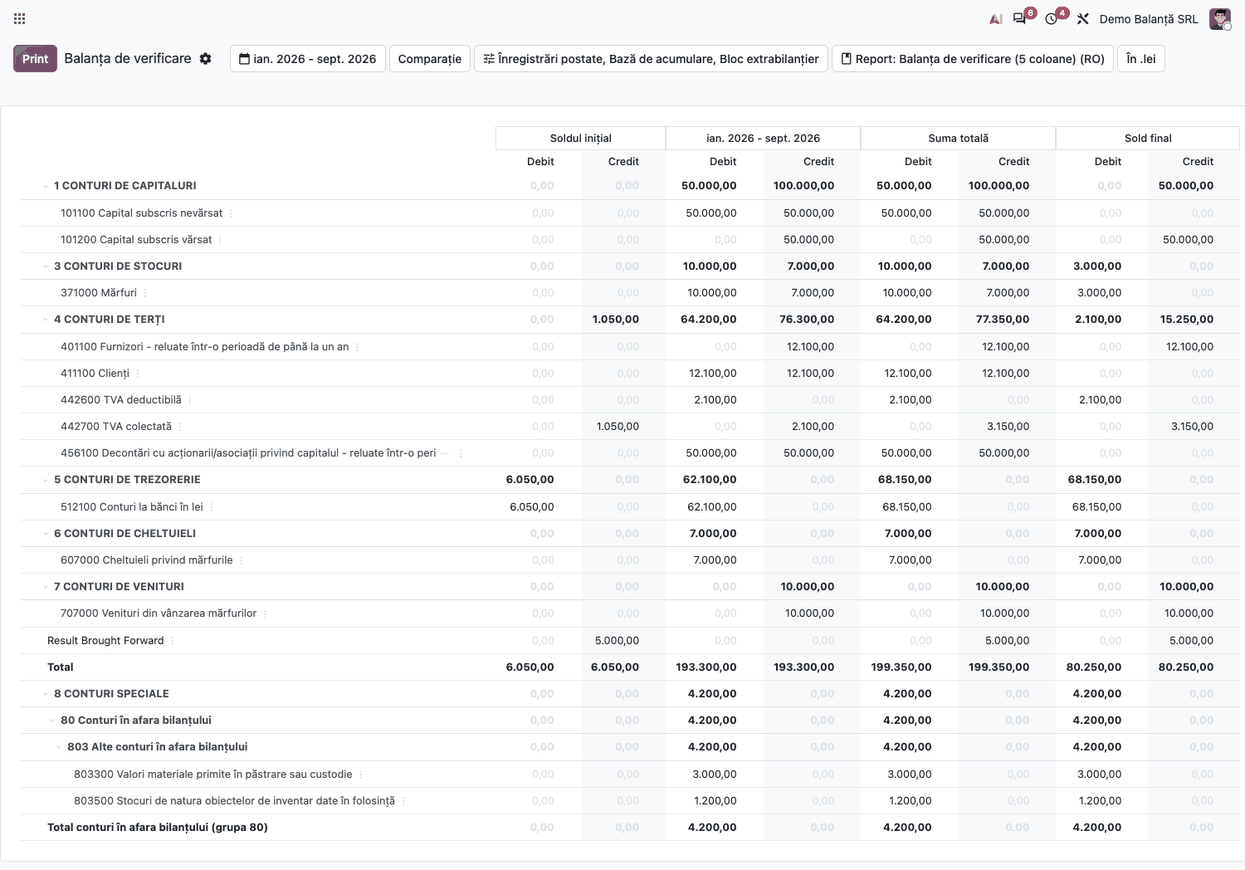 AI 6 4 Demo Balanță SRL
Print Balanța de verificare ian. 2026 - sept. 2026 Comparație Înregistrări postate, Bază de acumulare, Bloc extrabilanțier Report: Balanța de verificare (5 coloane) (RO) În .lei
Soldul inițial ian. 2026 - sept. 2026 Suma totală Sold final
Debit Credit Debit Credit Debit Credit Debit Credit
1 CONTURI DE CAPITALURI 0,00 0,00 50.000,00 100.000,00 50.000,00 100.000,00 0,00 50.000,00
101100 Capital subscris nevărsat 0,00 0,00 50.000,00 50.000,00 50.000,00 50.000,00 0,00 0,00
101200 Capital subscris vărsat 0,00 0,00 0,00 50.000,00 0,00 50.000,00 0,00 50.000,00
3 CONTURI DE STOCURI 0,00 0,00 10.000,00 7.000,00 10.000,00 7.000,00 3.000,00 0,00
371000 Mărfuri 0,00 0,00 10.000,00 7.000,00 10.000,00 7.000,00 3.000,00 0,00
4 CONTURI DE TERȚI 0,00 1.050,00 64.200,00 76.300,00 64.200,00 77.350,00 2.100,00 15.250,00
401100 Furnizori - reluate într-o perioadă de până la un an 0,00 0,00 0,00 12.100,00 0,00 12.100,00 0,00 12.100,00
411100 Clienți 0,00 0,00 12.100,00 12.100,00 12.100,00 12.100,00 0,00 0,00
442600 TVA deductibilă 0,00 0,00 2.100,00 0,00 2.100,00 0,00 2.100,00 0,00
442700 TVA colectată 0,00 1.050,00 0,00 2.100,00 0,00 3.150,00 0,00 3.150,00
456100 Decontări cu acționarii/asociații privind capitalul - reluate într-o peri ... 0,00 0,00 50.000,00 50.000,00 50.000,00 50.000,00 0,00 0,00
5 CONTURI DE TREZORERIE 6.050,00 0,00 62.100,00 0,00 68.150,00 0,00 68.150,00 0,00
512100 Conturi la bănci în lei 6.050,00 0,00 62.100,00 0,00 68.150,00 0,00 68.150,00 0,00
6 CONTURI DE CHELTUIELI 0,00 0,00 7.000,00 0,00 7.000,00 0,00 7.000,00 0,00
607000 Cheltuieli privind mărfurile 0,00 0,00 7.000,00 0,00 7.000,00 0,00 7.000,00 0,00
7 CONTURI DE VENITURI 0,00 0,00 0,00 10.000,00 0,00 10.000,00 0,00 10.000,00
707000 Venituri din vânzarea mărfurilor 0,00 0,00 0,00 10.000,00 0,00 10.000,00 0,00 10.000,00
Result Brought Forward 0,00 5.000,00 0,00 0,00 0,00 5.000,00 0,00 5.000,00
Total 6.050,00 6.050,00 193.300,00 193.300,00 199.350,00 199.350,00 80.250,00 80.250,00
8 CONTURI SPECIALE 0,00 0,00 4.200,00 0,00 4.200,00 0,00 4.200,00 0,00
80 Conturi în afara bilanțului 0,00 0,00 4.200,00 0,00 4.200,00 0,00 4.200,00 0,00
803 Alte conturi în afara bilanțului 0,00 0,00 4.200,00 0,00 4.200,00 0,00 4.200,00 0,00
803300 Valori materiale primite în păstrare sau custodie 0,00 0,00 3.000,00 0,00 3.000,00 0,00 3.000,00 0,00
803500 Stocuri de natura obiectelor de inventar date în folosință 0,00 0,00 1.200,00 0,00 1.200,00 0,00 1.200,00 0,00
Total conturi în afara bilanțului (grupa 80) 0,00 0,00 4.200,00 0,00 4.200,00 0,00 4.200,00 0,00